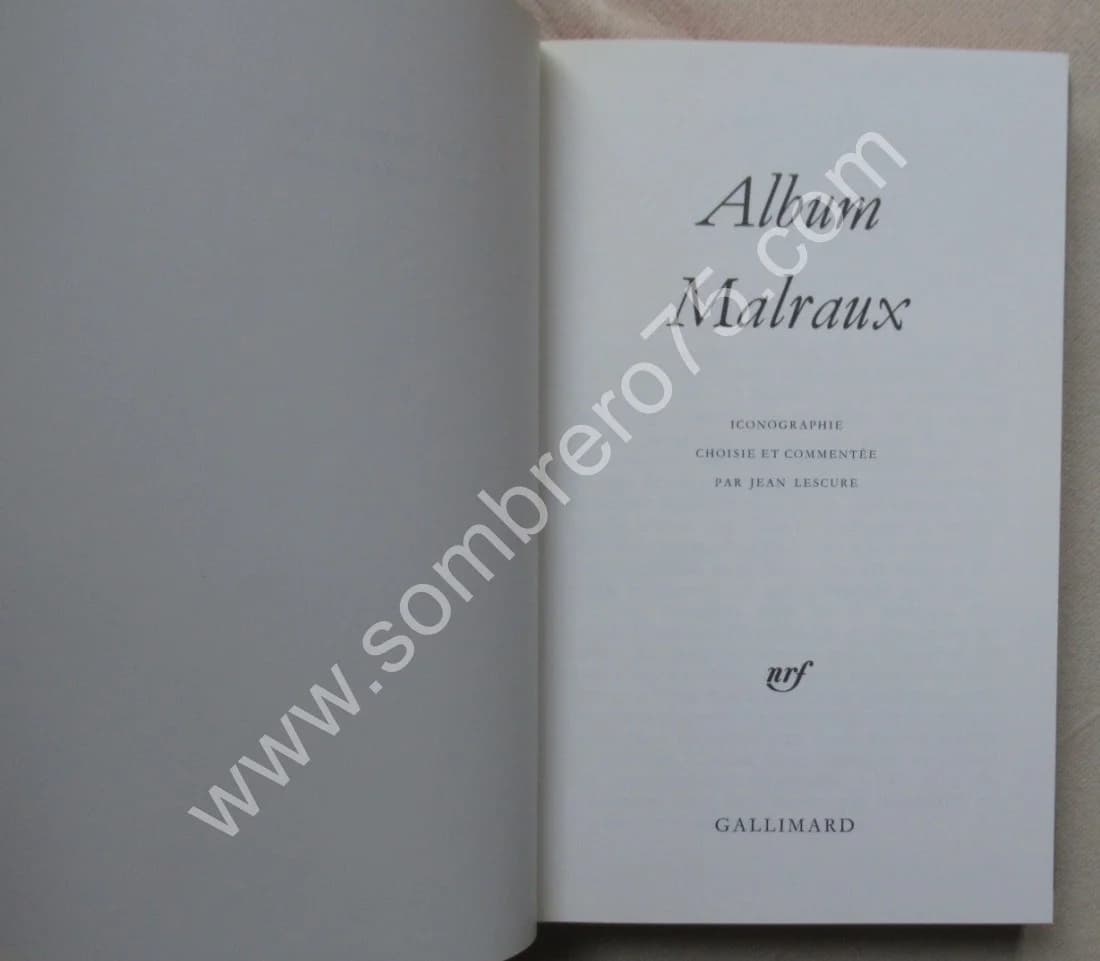 Album
Malraux
ICONOGRAPHIE
CHOISIE ET COMMENTÉE
PAR JEAN LESCURE
nrf
GALLIMARD
www.sombrero75.com